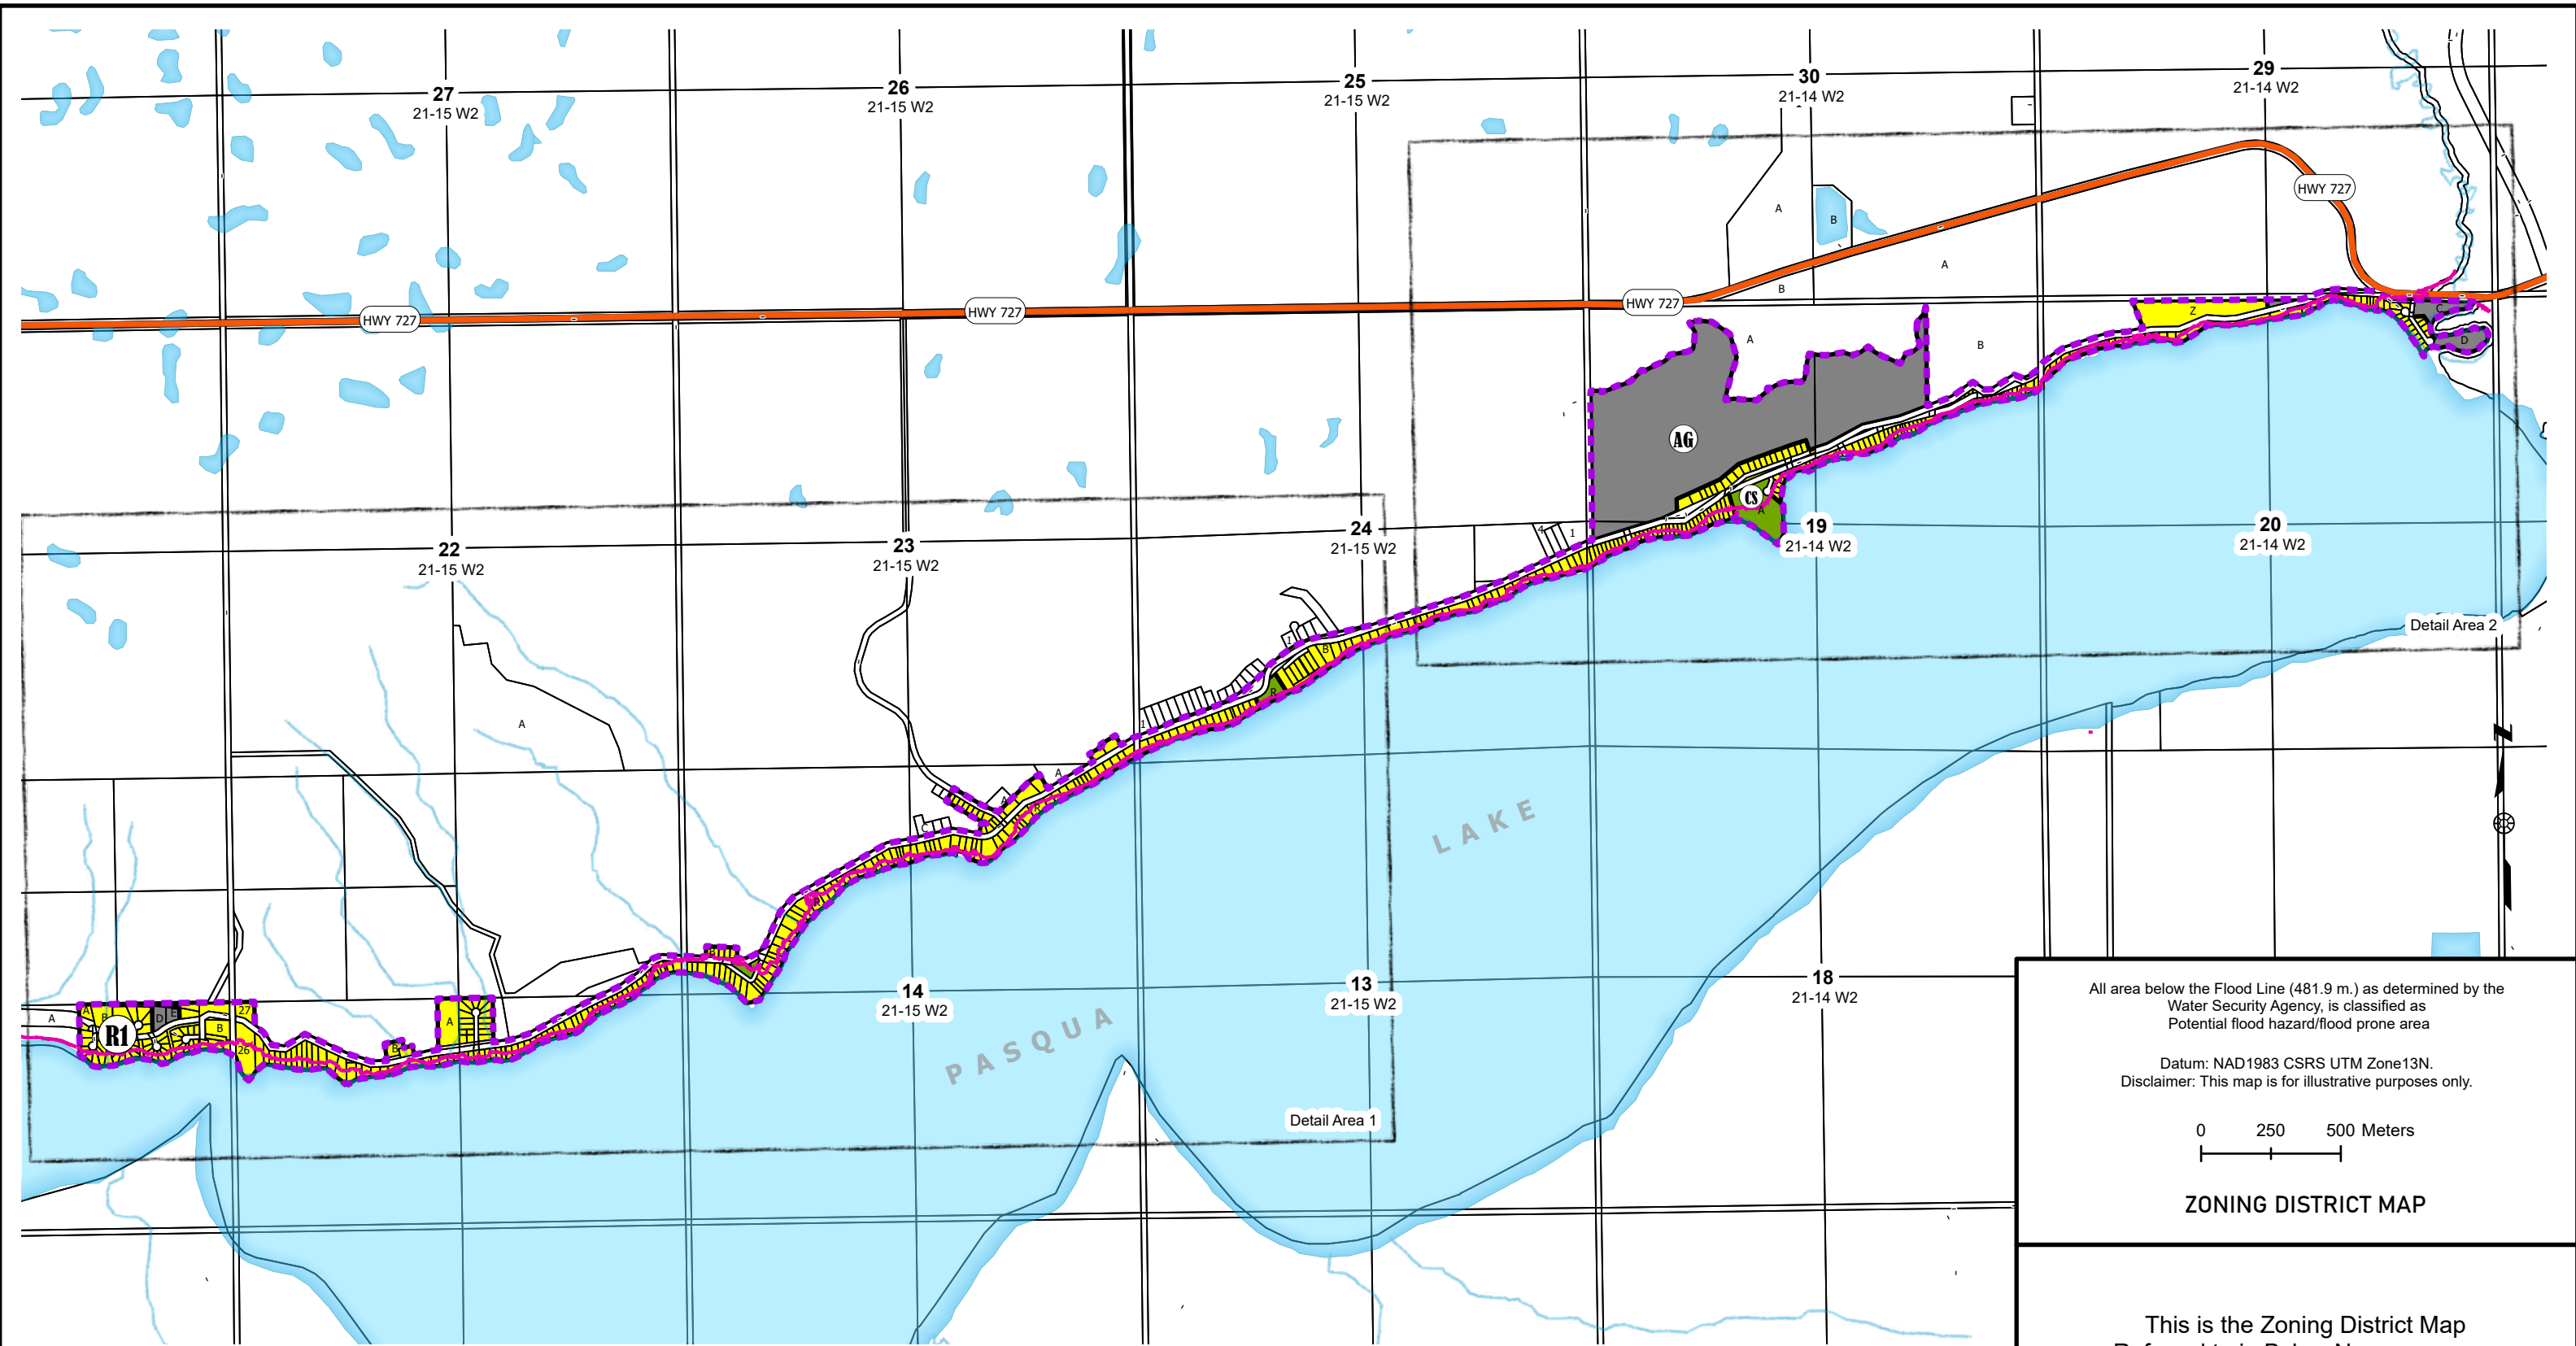 27
21-15 W2
26
21-15 W2
25
21-15 W2
30
21-14 W2
29
21-14 W2
HWY 727
A
B
A
B
HWY 727
HWY 727
HWY 727
A
B
Z
C
D
AG
CS
A
22
21-15 W2
23
21-15 W2
24
21-15 W2
4
1
19
21-14 W2
20
21-14 W2
Detail Area 2
1
B
R
1
A
A
A
R
C
LAKE
R
B
14
21-15 W2
13
21-15 W2
18
21-14 W2
A
A
B
R1
D
E
B
27
26
B
A
PASQUA
Detail Area 1
N
All area below the Flood Line (481.9 m.) as determined by the
Water Security Agency, is classified as
Potential flood hazard/flood prone area
Datum: NAD1983 CSRS UTM Zone13N.
Disclaimer: This map is for illustrative purposes only.
0 250 500 Meters
ZONING DISTRICT MAP
This is the Zoning District Map